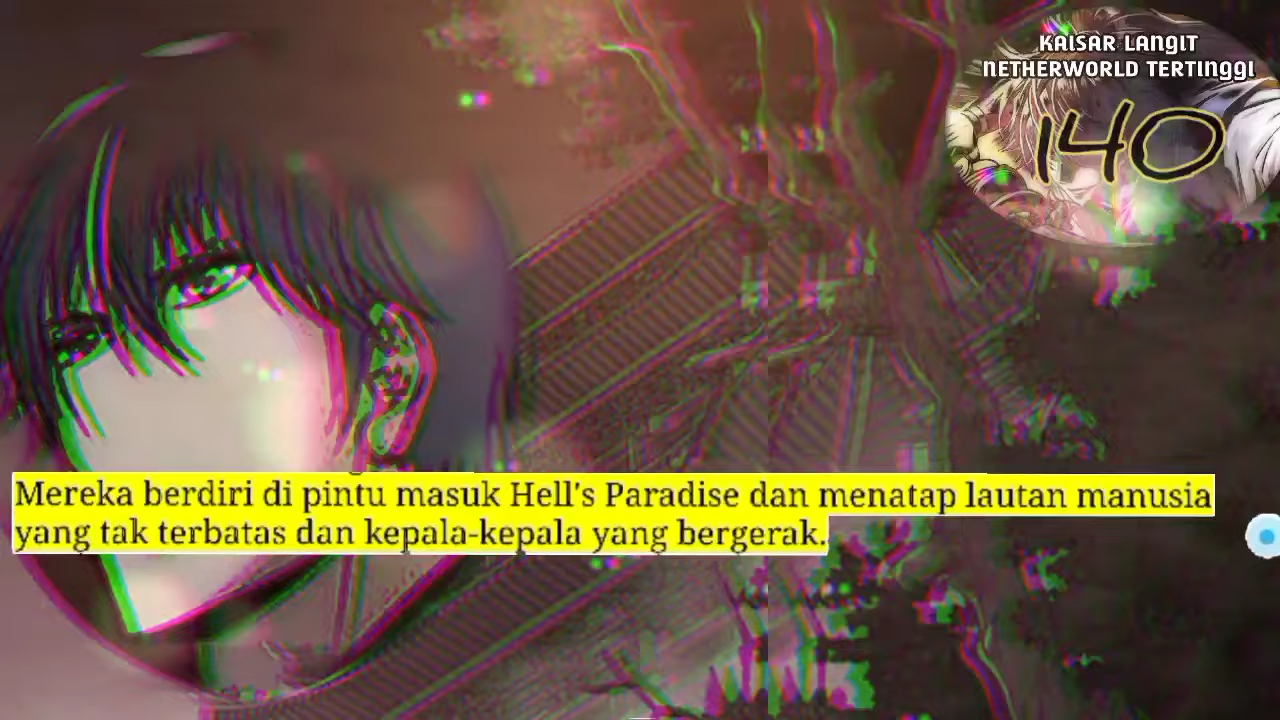 KAISAR LANGIT
NETHERWORLD TERTINGGI
140
Mereka berdiri di pintu masuk Hell's Paradise dan menatap lautan manusia
yang tak terbatas dan kepala-kepala yang bergerak.